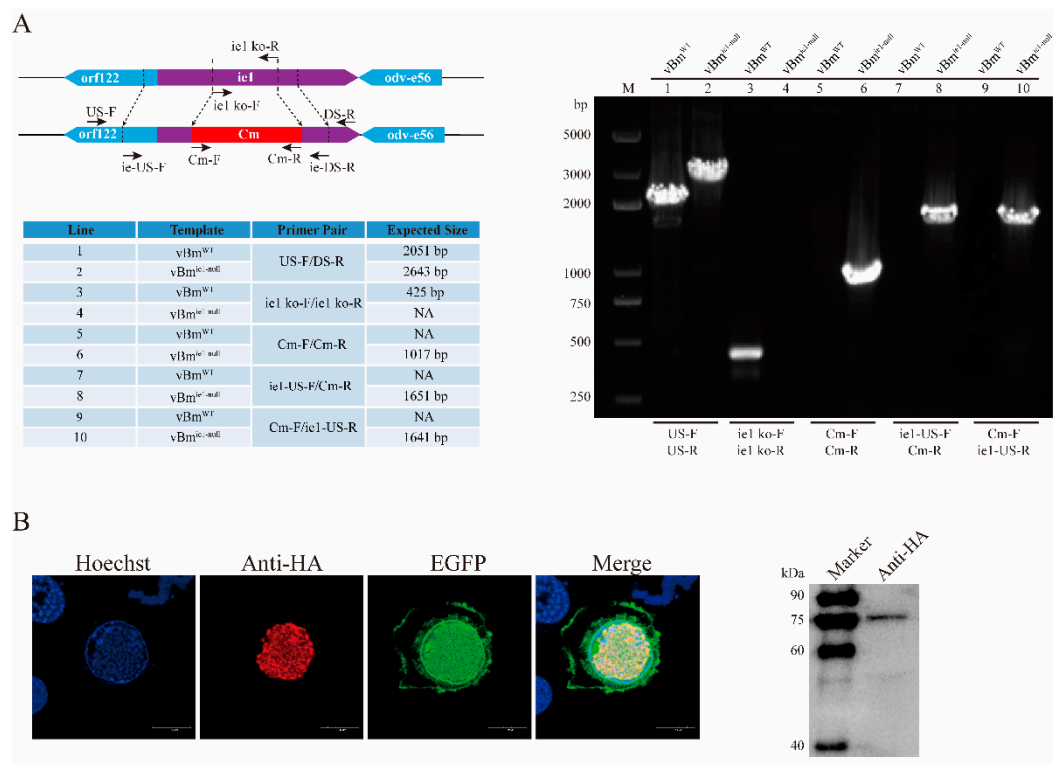 A
ie1 ko-R
orf122 ie1 odv-e56
ie1 ko-F
US-F DS-R
orf122 Cm odv-e56
ie-US-F Cm-F Cm-R ie-DS-R
Line Template Primer Pair Expected Size
1 vBmWT US-F/DS-R 2051 bp
2 vBmie1-null 2643 bp
3 vBmWT ie1 ko-F/ie1 ko-R 425 bp
4 vBmie1-null NA
5 vBmWT Cm-F/Cm-R NA
6 vBmie1-null 1017 bp
7 vBmWT ie1-US-F/Cm-R NA
8 vBmie1-null 1651 bp
9 vBmWT Cm-F/ie1-US-R NA
10 vBmie1-null 1641 bp
vBmWT vBmie1-null vBmWT vBmie1-null vBmWT vBmie1-null vBmWT vBmie1-null vBmWT vBmie1-null
M 1 2 3 4 5 6 7 8 9 10
bp
5000
3000
2000
1000
750
500
250
US-F ie1 ko-F Cm-F ie1-US-F Cm-F
US-R ie1 ko-R Cm-R Cm-R ie1-US-R
B
Hoechst Anti-HA EGFP Merge
Marker Anti-HA
kDa
90
75
60
40